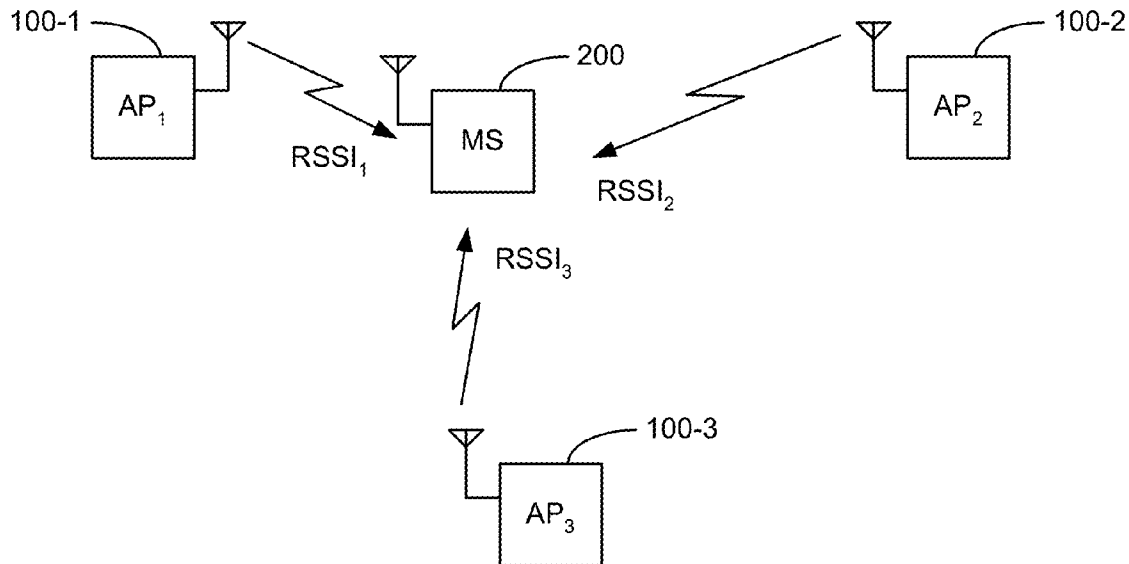 100-1
200
100-2
AP₁
MS
AP₂
RSSI₁
RSSI₂
RSSI₃
100-3
AP₃